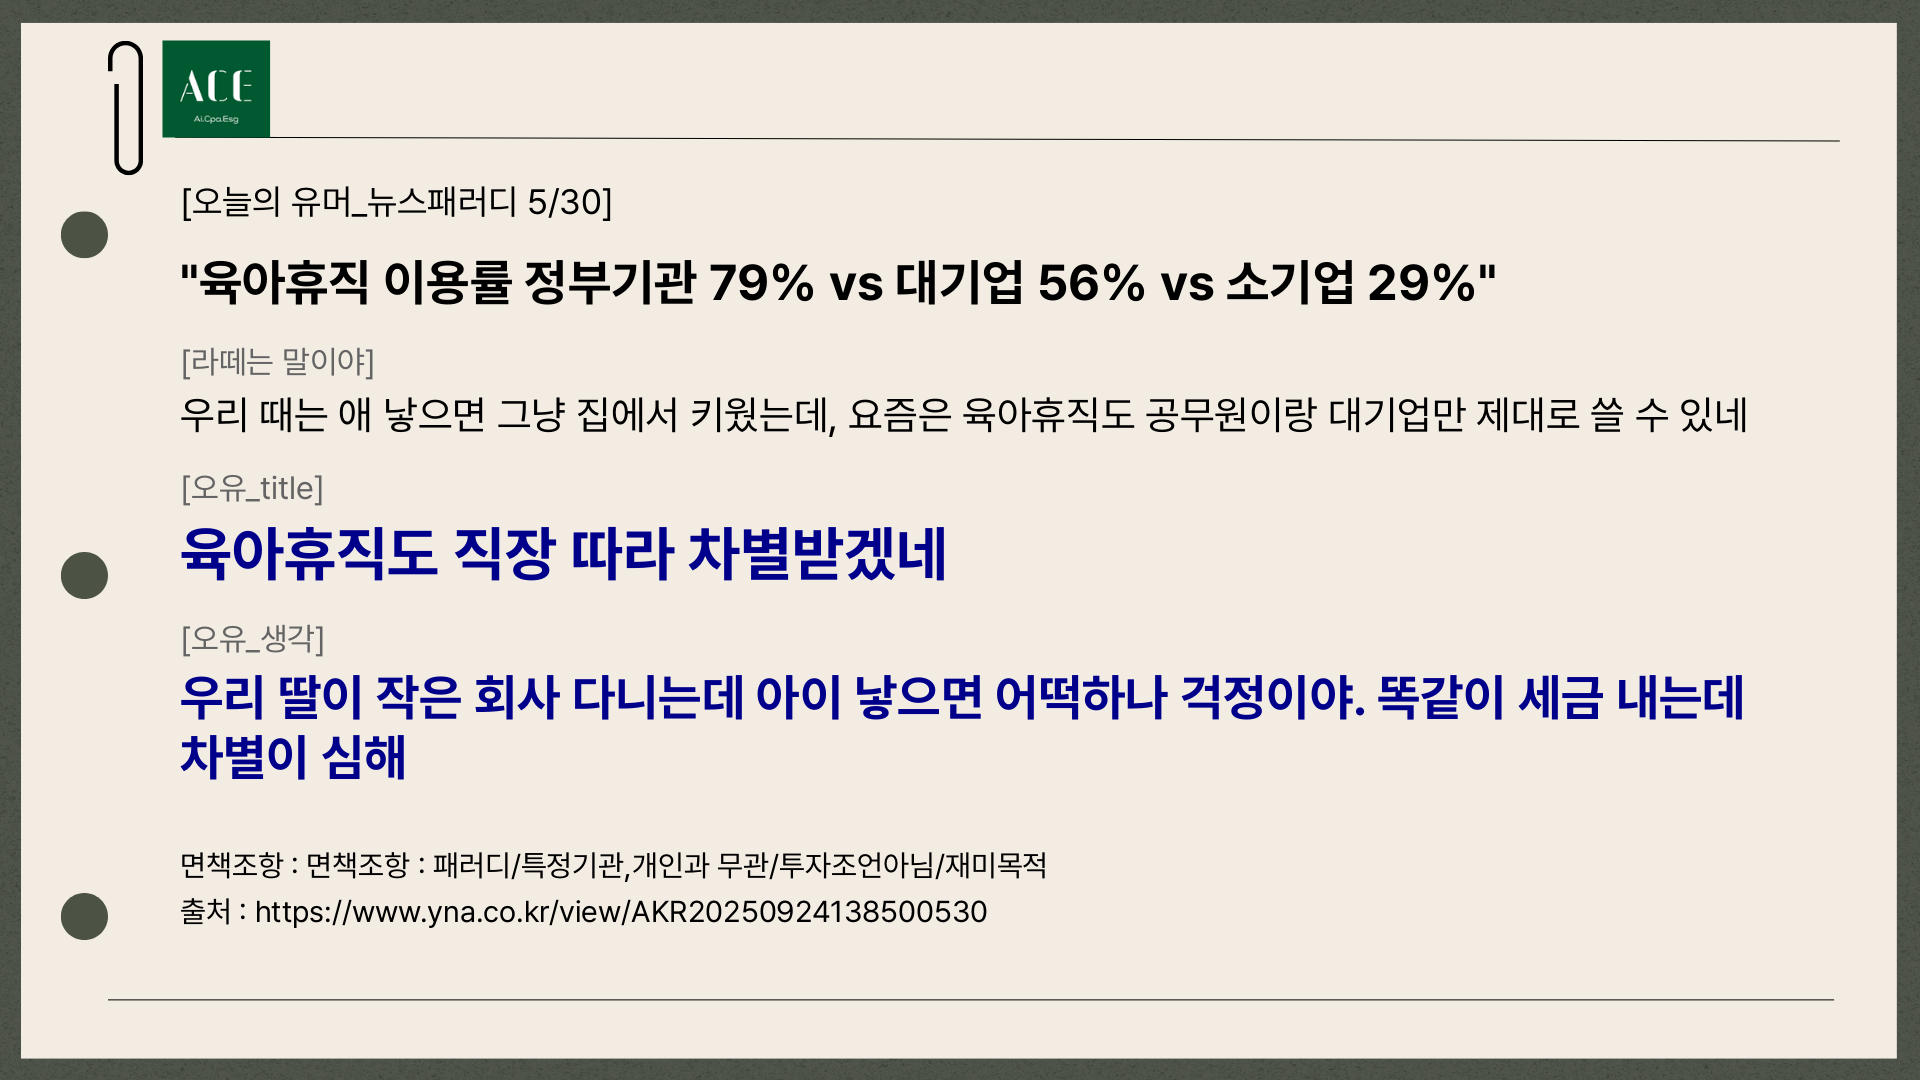 ACE
Ai.Cpa.Esg
[오늘의 유머_뉴스패러디 5/30]
"육아휴직 이용률 정부기관 79% vs 대기업 56% vs 소기업 29%"
[라떼는 말이야]
우리 때는 애 낳으면 그냥 집에서 키웠는데, 요즘은 육아휴직도 공무원이랑 대기업만 제대로 쓸 수 있네
[오유_title]
육아휴직도 직장 따라 차별받겠네
[오유_생각]
우리 딸이 작은 회사 다니는데 아이 낳으면 어떡하나 걱정이야. 똑같이 세금 내는데
차별이 심해
면책조항 : 면책조항 : 패러디/특정기관,개인과 무관/투자조언아님/재미목적
출처 : https://www.yna.co.kr/view/AKR20250924138500530